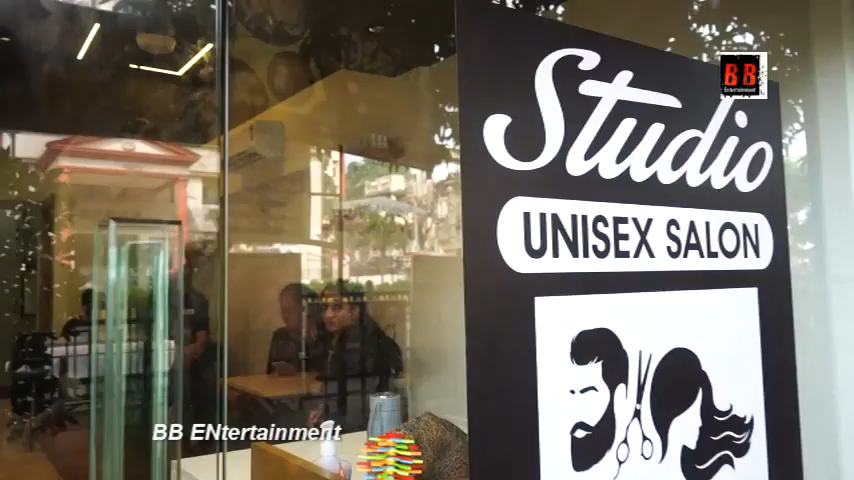 Studio
UNISEX SALON
BB
Entertainment
BB ENtertainment